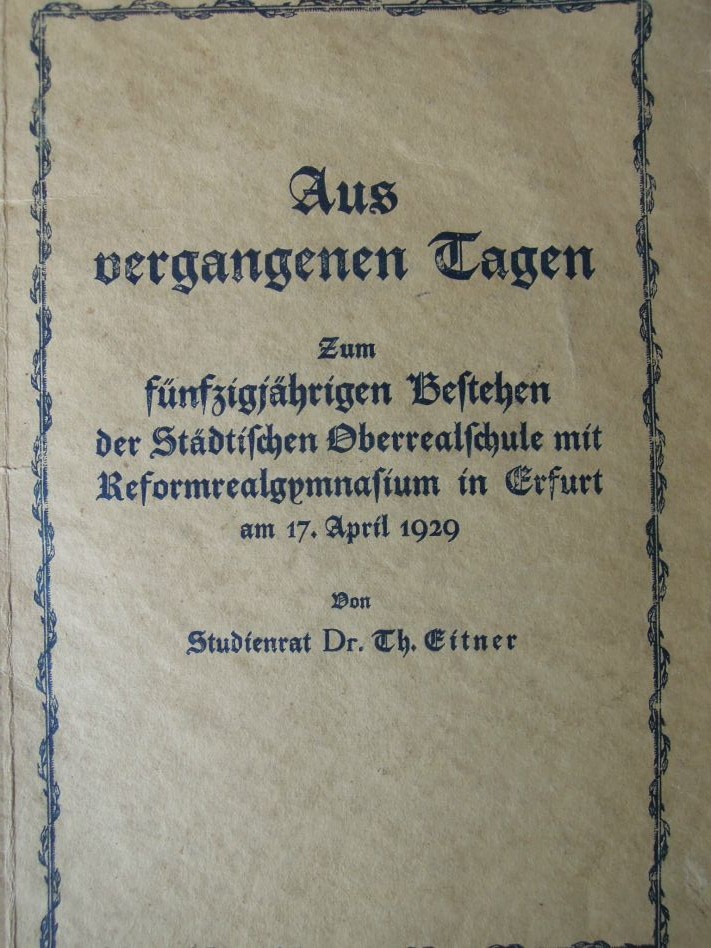 Aus
vergangenen Tagen
Zum
fünfzigjährigen Beſtehen
der Städtiſchen Oberrealſchule mit
Reformrealgymnaſium in Erfurt
am 17. April 1929
Von
Studienrat Dr. Th. Eitner